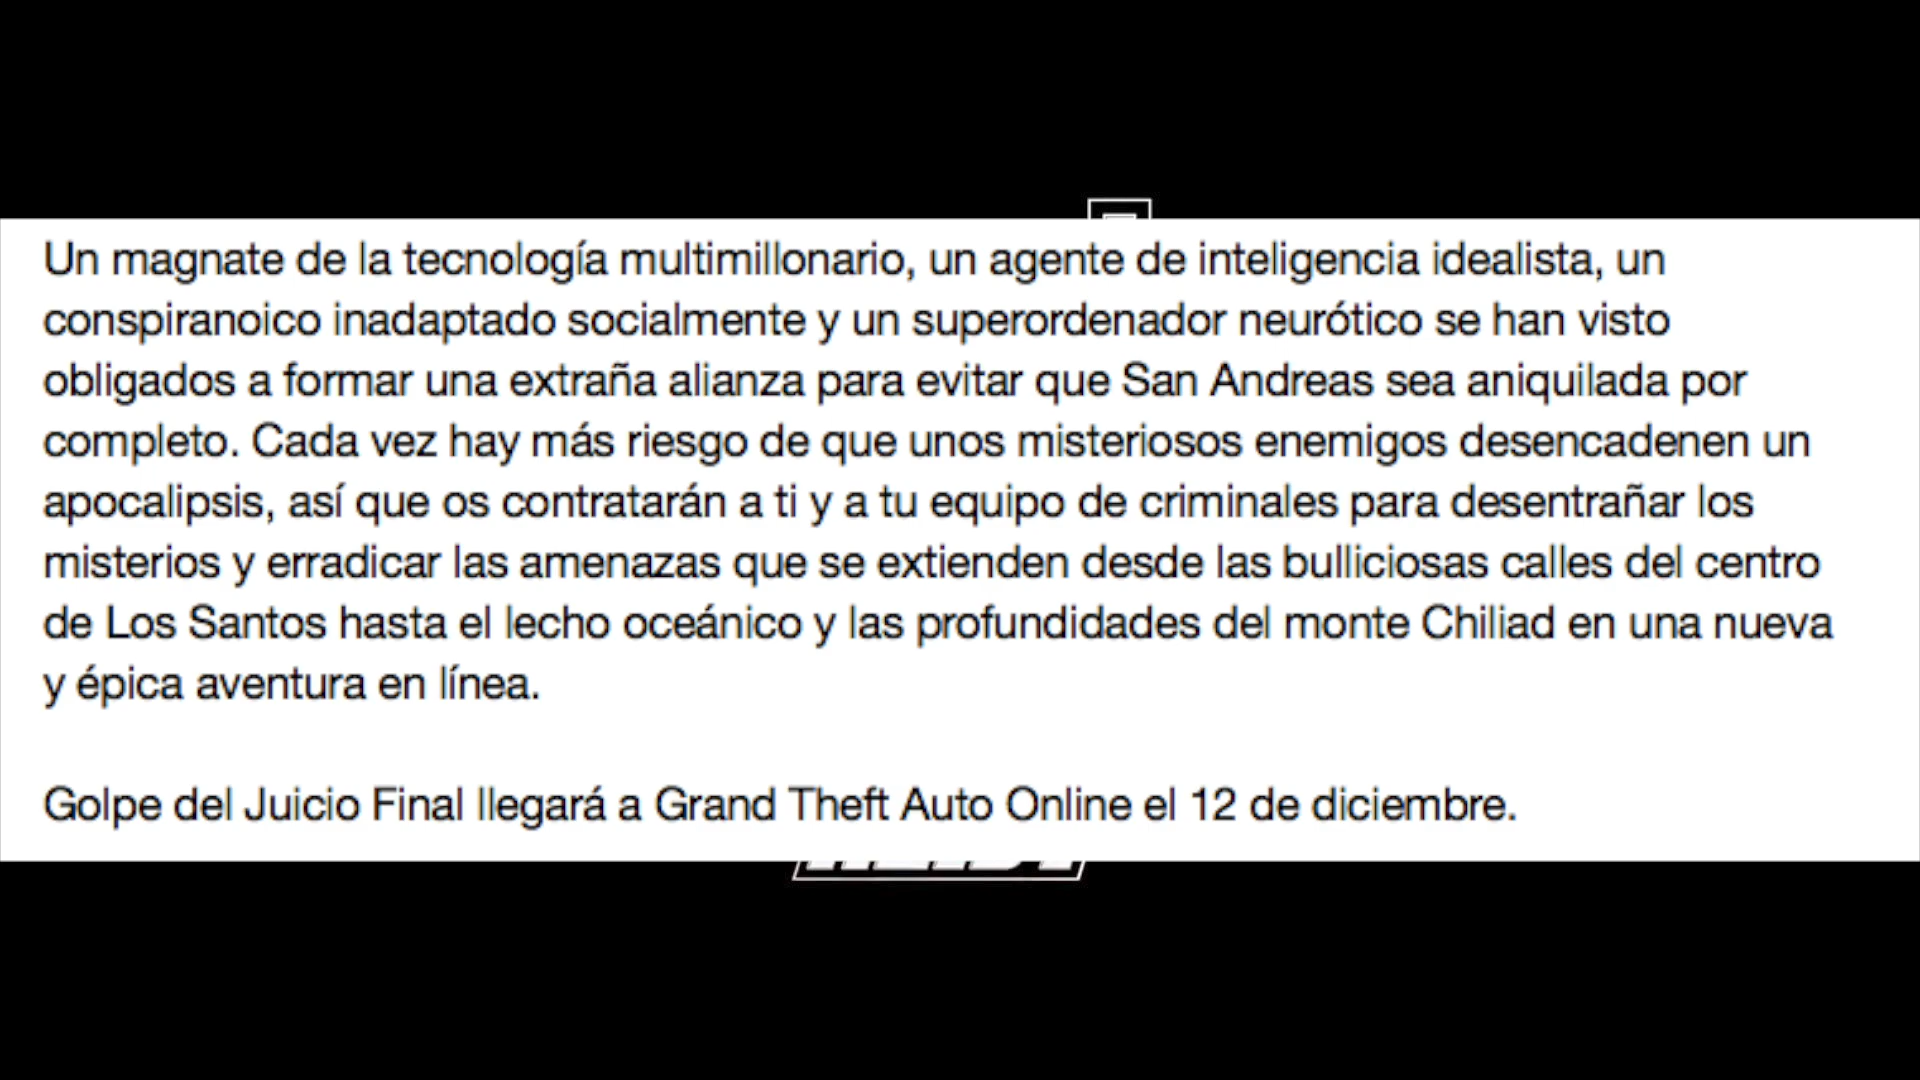 Un magnate de la tecnología multimillonario, un agente de inteligencia idealista, un
conspiranoico inadaptado socialmente y un superordenador neurótico se han visto
obligados a formar una extraña alianza para evitar que San Andreas sea aniquilada por
completo. Cada vez hay más riesgo de que unos misteriosos enemigos desencadenen un
apocalipsis, así que os contratarán a ti y a tu equipo de criminales para desentrañar los
misterios y erradicar las amenazas que se extienden desde las bulliciosas calles del centro
de Los Santos hasta el lecho oceánico y las profundidades del monte Chiliad en una nueva
y épica aventura en línea.
Golpe del Juicio Final llegará a Grand Theft Auto Online el 12 de diciembre.